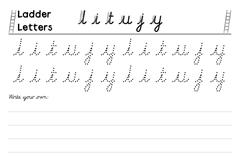 Ladder Letters
l i t u j y
l i t u j y l i t u j y
l i t u j y l i t u j y
Write your own: